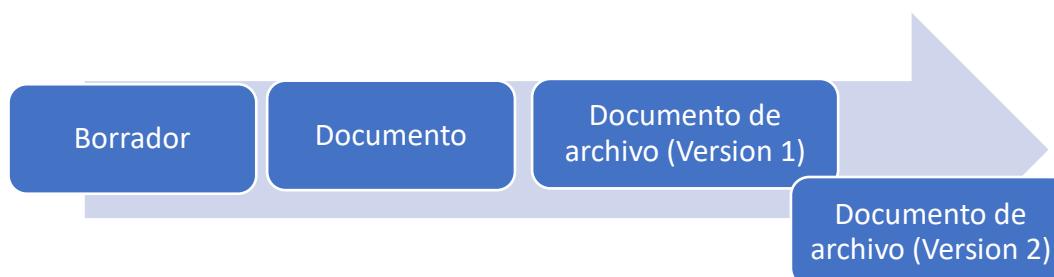 Borrador
Documento
Documento de
archivo (Version 1)
Documento de
archivo (Version 2)